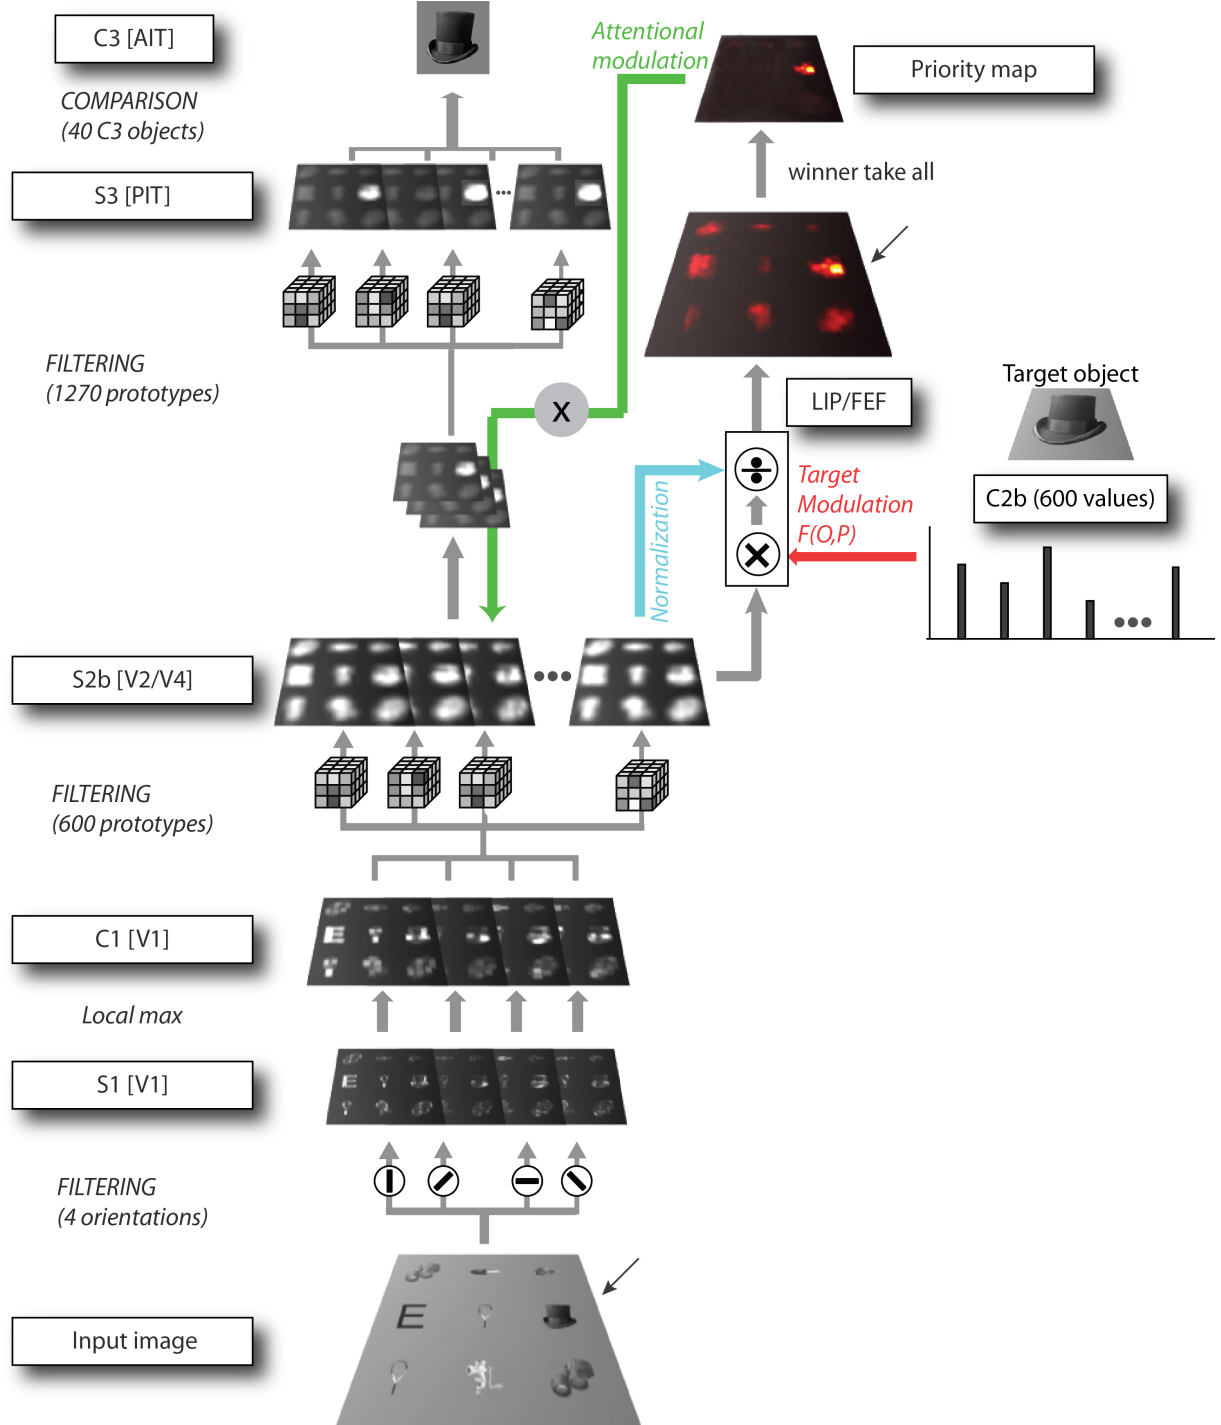 C3 [AIT]
COMPARISON
(40 C3 objects)
S3 [PIT]
FILTERING
(1270 prototypes)
S2b [V2/V4]
FILTERING
(600 prototypes)
C1 [V1]
Local max
S1 [V1]
FILTERING
(4 orientations)
Input image
E
Attentional
modulation
Priority map
winner take all
LIP/FEF
X
Normalization
Target
Modulation
F(O,P)
Target object
C2b (600 values)